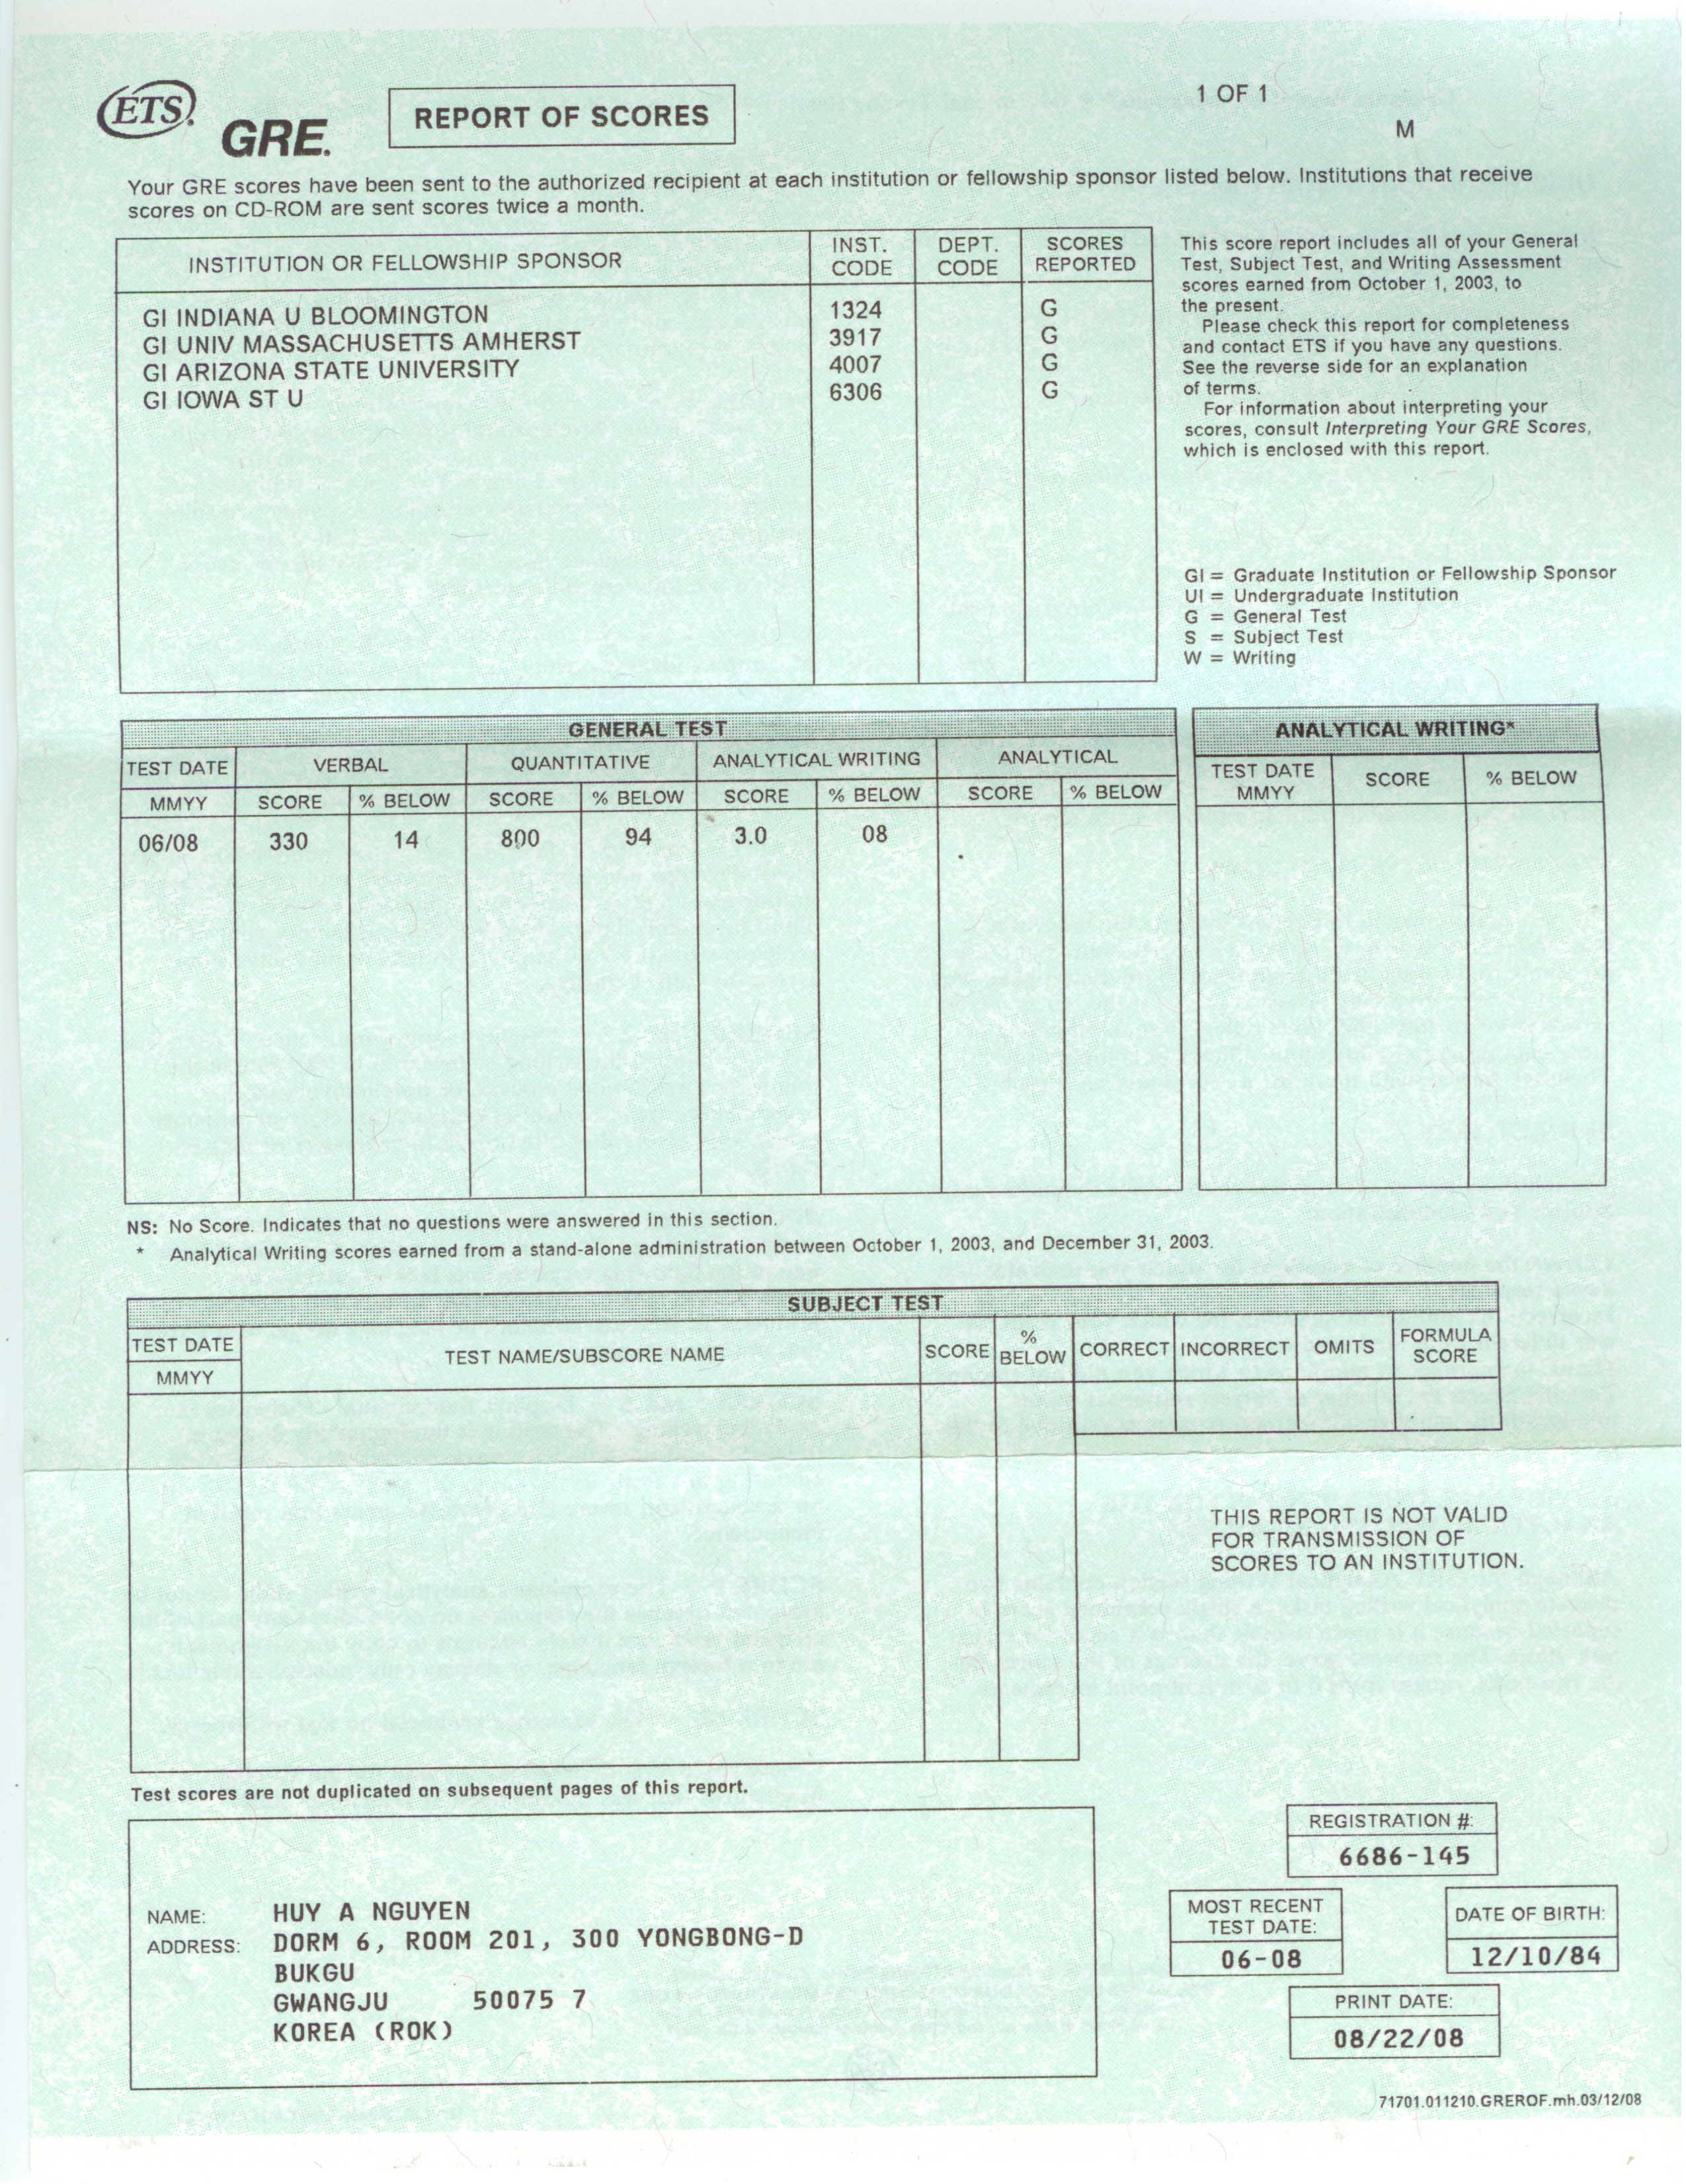 ETS.
GRE.
REPORT OF SCORES
1 OF 1
M
Your GRE scores have been sent to the authorized recipient at each institution or fellowship sponsor listed below. Institutions that receive
scores on CD-ROM are sent scores twice a month.
INSTITUTION OR FELLOWSHIP SPONSOR INST. CODE DEPT. CODE SCORES REPORTED
GI INDIANA U BLOOMINGTON 1324 G
GI UNIV MASSACHUSETTS AMHERST 3917 G
GI ARIZONA STATE UNIVERSITY 4007 G
GI IOWA ST U 6306 G
This score report includes all of your General
Test, Subject Test, and Writing Assessment
scores earned from October 1, 2003, to
the present.
Please check this report for completeness
and contact ETS if you have any questions.
See the reverse side for an explanation
of terms.
For information about interpreting your
scores, consult Interpreting Your GRE Scores,
which is enclosed with this report.
GI = Graduate Institution or Fellowship Sponsor
UI = Undergraduate Institution
G = General Test
S = Subject Test
W = Writing
GENERAL TEST
TEST DATE VERBAL QUANTITATIVE ANALYTICAL WRITING ANALYTICAL
MMYY SCORE % BELOW SCORE % BELOW SCORE % BELOW SCORE % BELOW
06/08 330 14 800 94 3.0 08
ANALYTICAL WRITING*
TEST DATE MMYY SCORE % BELOW
NS: No Score. Indicates that no questions were answered in this section.
* Analytical Writing scores earned from a stand-alone administration between October 1, 2003, and December 31, 2003.
SUBJECT TEST
TEST DATE MMYY TEST NAME/SUBSCORE NAME SCORE % BELOW CORRECT INCORRECT OMITS FORMULA SCORE
THIS REPORT IS NOT VALID
FOR TRANSMISSION OF
SCORES TO AN INSTITUTION.
Test scores are not duplicated on subsequent pages of this report.
NAME: HUY A NGUYEN
ADDRESS: DORM 6, ROOM 201, 300 YONGBONG-D
BUKGU
GWANGJU 50075 7
KOREA (ROK)
REGISTRATION #:
6686-145
MOST RECENT
TEST DATE:
06-08
DATE OF BIRTH:
12/10/84
PRINT DATE:
08/22/08
71701.011210.GREROF.mh.03/12/08